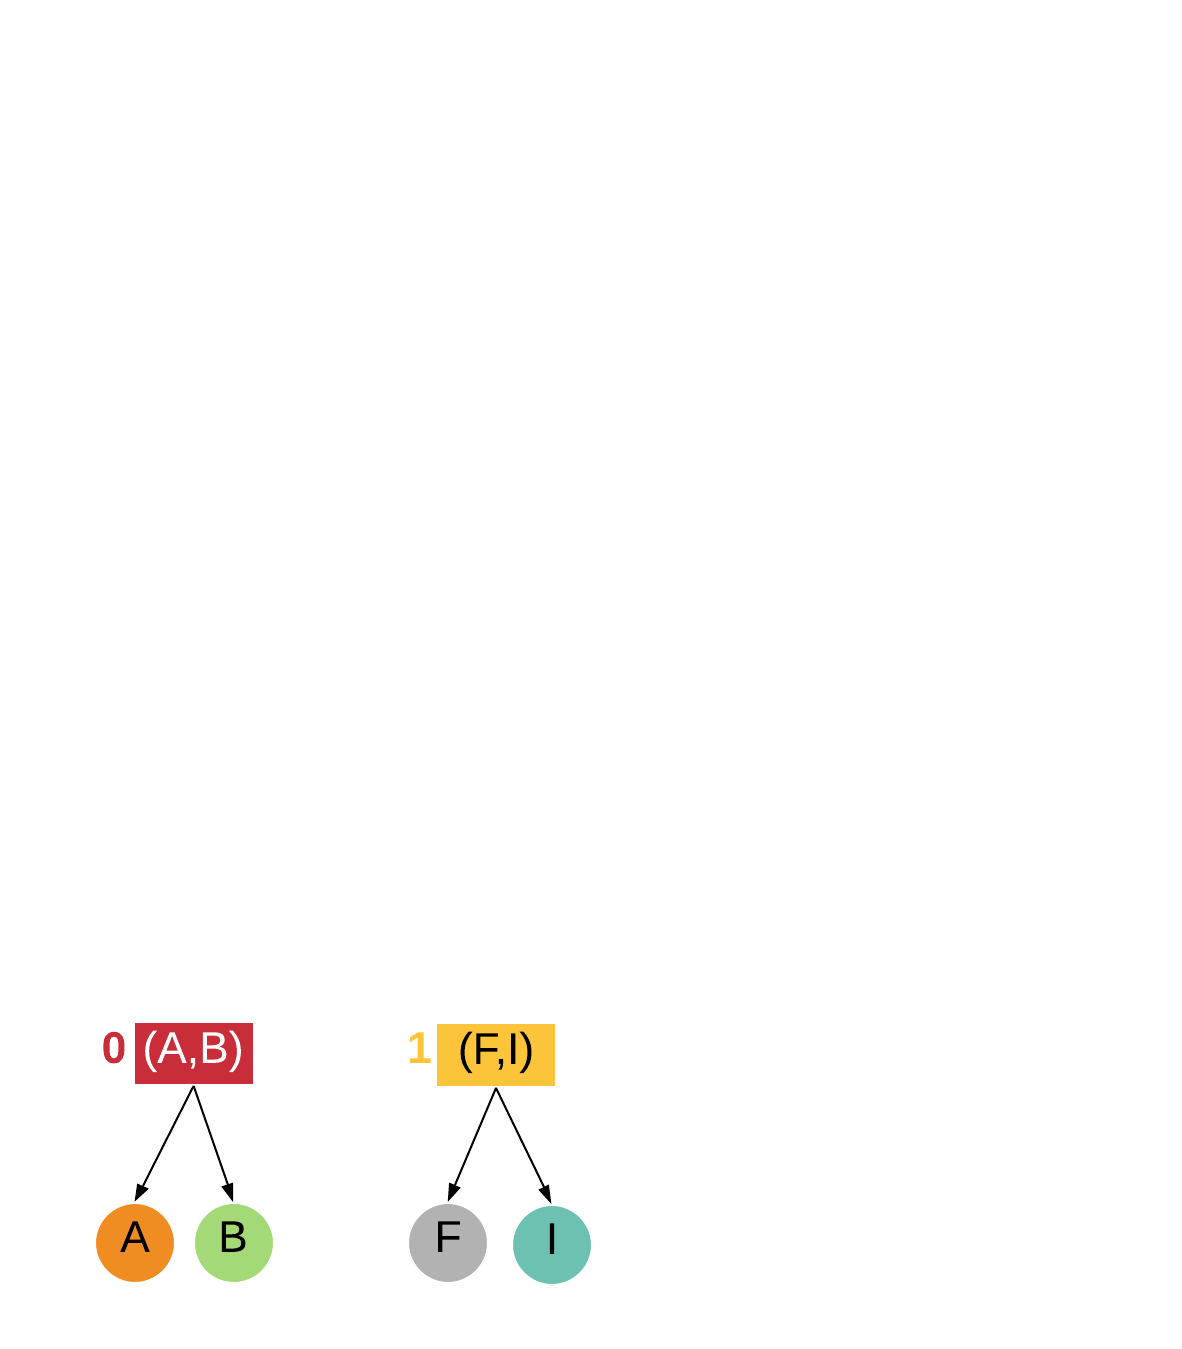 0 (A,B)
1 (F,I)
A B
F I